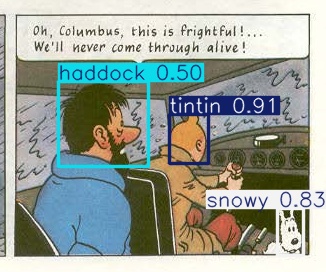 Oh, Columbus, this is frightful!...
We'll never come through alive!
haddock 0.50
tintin 0.91
snowy 0.83